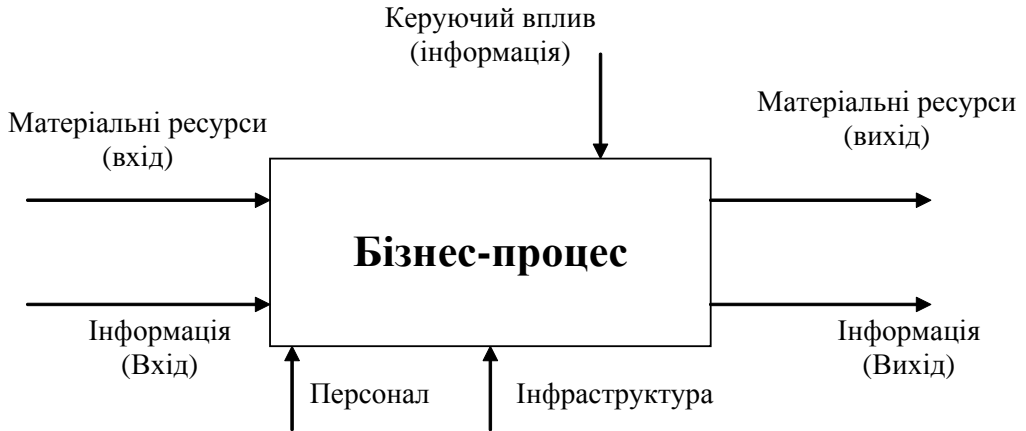 Керуючий вплив
(інформація)
Матеріальні ресурси
(вхід)
Матеріальні ресурси
(вихід)
Бізнес-процес
Інформація
(Вхід)
Інформація
(Вихід)
Персонал
Інфраструктура